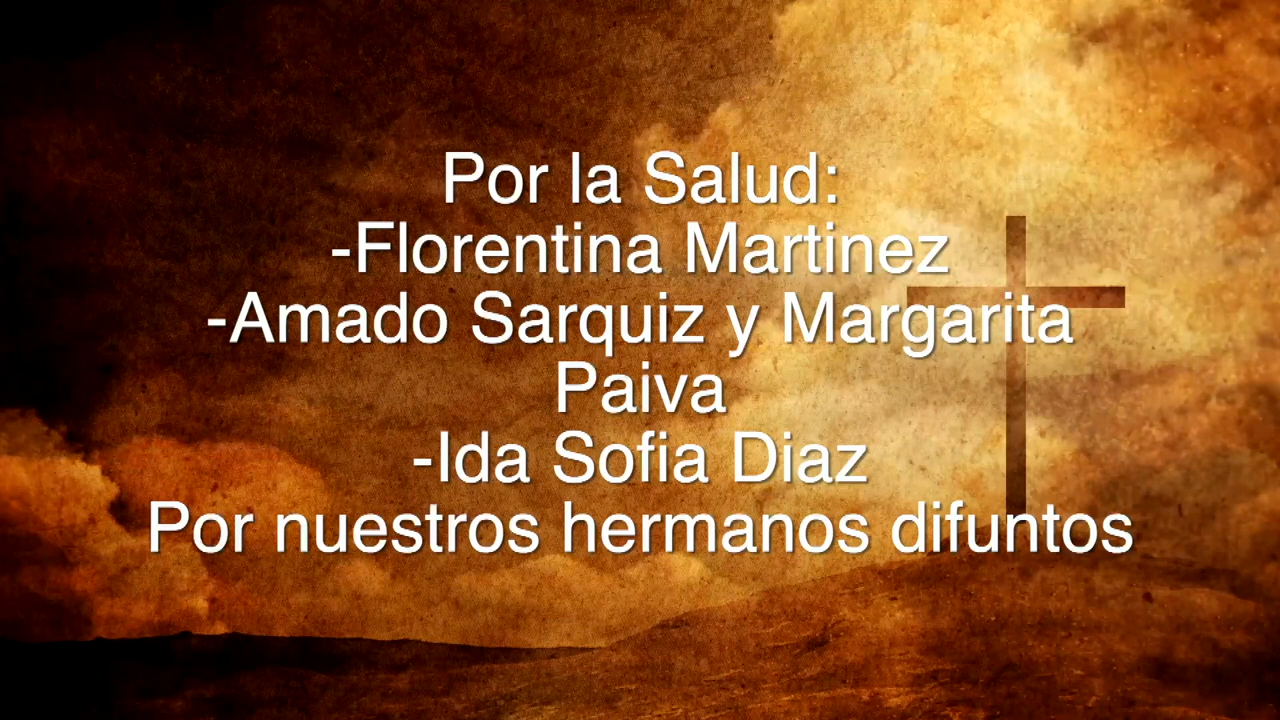 Por la Salud:
-Florentina Martinez
-Amado Sarquiz y Margarita
Paiva
-Ida Sofia Diaz
Por nuestros hermanos difuntos